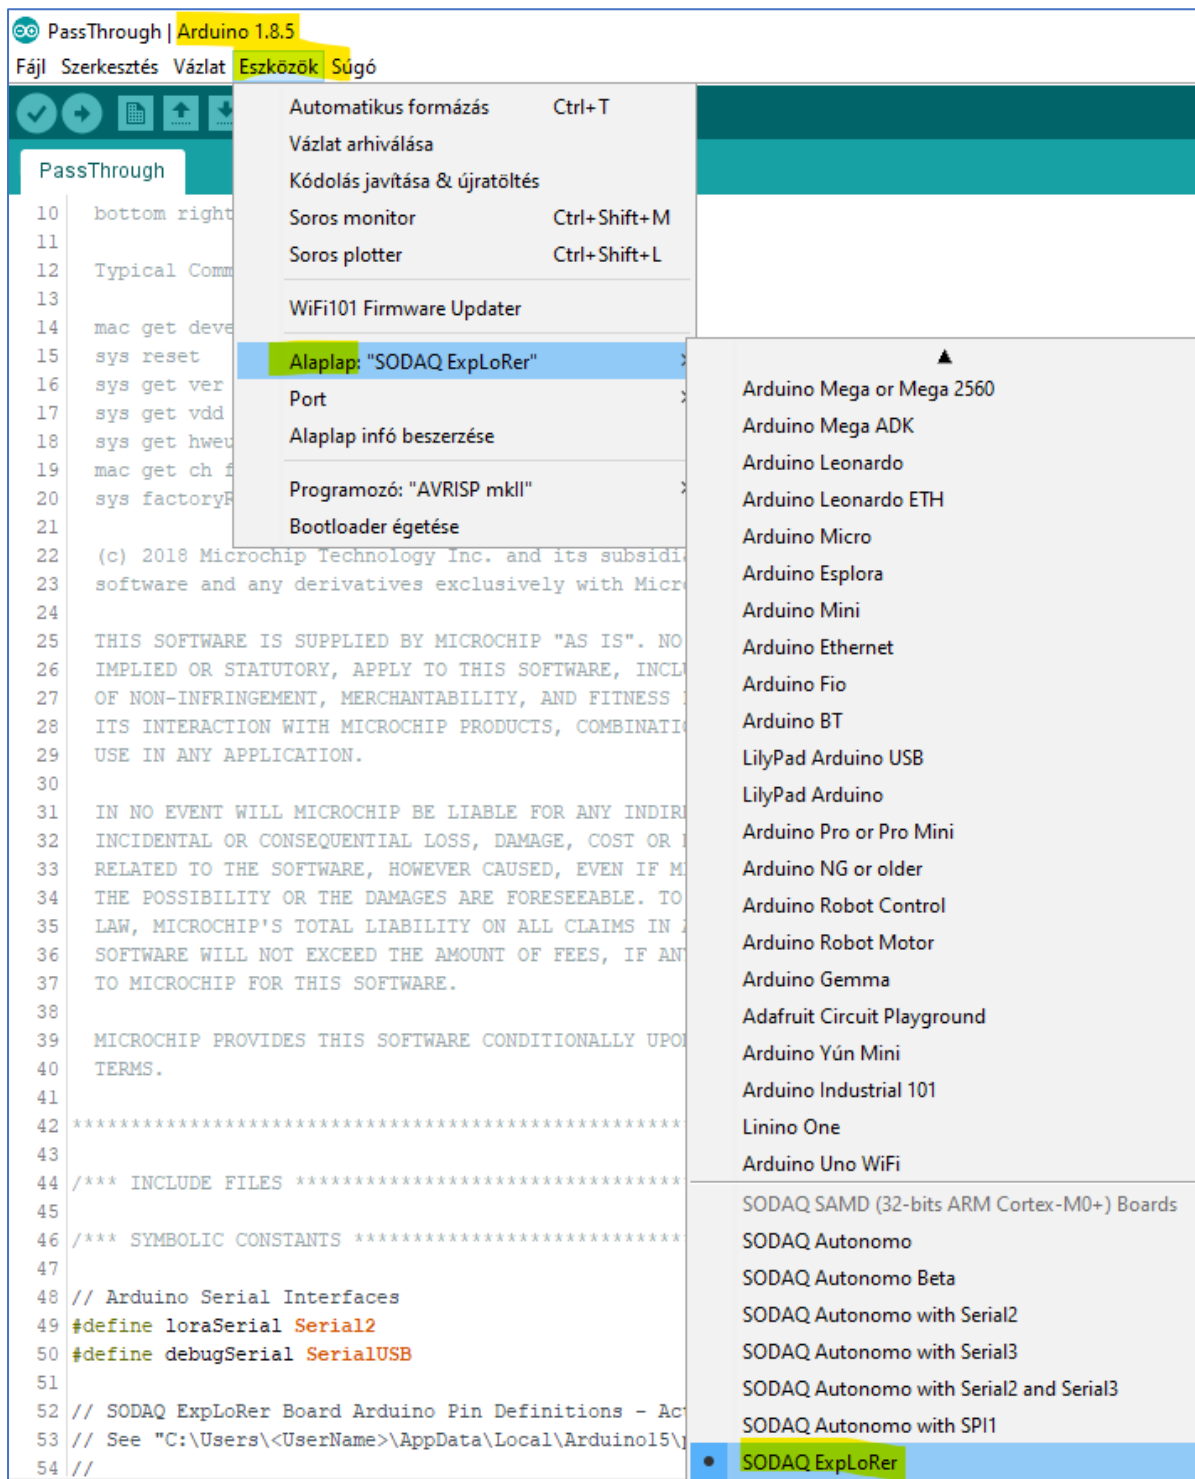 PassThrough | Arduino 1.8.5
Fájl Szerkesztés Vázlat Eszközök Súgó
PassThrough
Automatikus formázás Ctrl+T
Vázlat arhiválása
Kódolás javítása & újratöltés
Soros monitor Ctrl+Shift+M
Soros plotter Ctrl+Shift+L
WiFi101 Firmware Updater
Alaplap: "SODAQ ExpLoRer"
Port
Alaplap infó beszerzése
Programozó: "AVRISP mkII"
Bootloader égetése
Arduino Mega or Mega 2560
Arduino Mega ADK
Arduino Leonardo
Arduino Leonardo ETH
Arduino Micro
Arduino Esplora
Arduino Mini
Arduino Ethernet
Arduino Fio
Arduino BT
LilyPad Arduino USB
LilyPad Arduino
Arduino Pro or Pro Mini
Arduino NG or older
Arduino Robot Control
Arduino Robot Motor
Arduino Gemma
Adafruit Circuit Playground
Arduino Yún Mini
Arduino Industrial 101
Linino One
Arduino Uno WiFi
SODAQ SAMD (32-bits ARM Cortex-M0+) Boards
SODAQ Autonomo
SODAQ Autonomo Beta
SODAQ Autonomo with Serial2
SODAQ Autonomo with Serial3
SODAQ Autonomo with Serial2 and Serial3
SODAQ Autonomo with SPI1
SODAQ ExpLoRer
10 bottom right
11
12 Typical Comm
13
14 mac get deve
15 sys reset
16 sys get ver
17 sys get vdd
18 sys get hweu
19 mac get ch f
20 sys factoryR
21
22 (c) 2018 Microchip Technology Inc. and its subsidi
23 software and any derivatives exclusively with Micr
24
25 THIS SOFTWARE IS SUPPLIED BY MICROCHIP "AS IS". NO
26 IMPLIED OR STATUTORY, APPLY TO THIS SOFTWARE, INCLU
27 OF NON-INFRINGEMENT, MERCHANTABILITY, AND FITNESS
28 ITS INTERACTION WITH MICROCHIP PRODUCTS, COMBINATIO
29 USE IN ANY APPLICATION.
30
31 IN NO EVENT WILL MICROCHIP BE LIABLE FOR ANY INDIR
32 INCIDENTAL OR CONSEQUENTIAL LOSS, DAMAGE, COST OR
33 RELATED TO THE SOFTWARE, HOWEVER CAUSED, EVEN IF M
34 THE POSSIBILITY OR THE DAMAGES ARE FORESEEABLE. TO
35 LAW, MICROCHIP'S TOTAL LIABILITY ON ALL CLAIMS IN
36 SOFTWARE WILL NOT EXCEED THE AMOUNT OF FEES, IF AN
37 TO MICROCHIP FOR THIS SOFTWARE.
38
39 MICROCHIP PROVIDES THIS SOFTWARE CONDITIONALLY UPO
40 TERMS.
41
42 ****************************************************
43
44 /*** INCLUDE FILES *********************************
45
46 /*** SYMBOLIC CONSTANTS ****************************
47
48 // Arduino Serial Interfaces
49 #define loraSerial Serial2
50 #define debugSerial SerialUSB
51
52 // SODAQ ExpLoRer Board Arduino Pin Definitions - Ac
53 // See "C:\Users\<UserName>\AppData\Local\Arduino15\
54 //